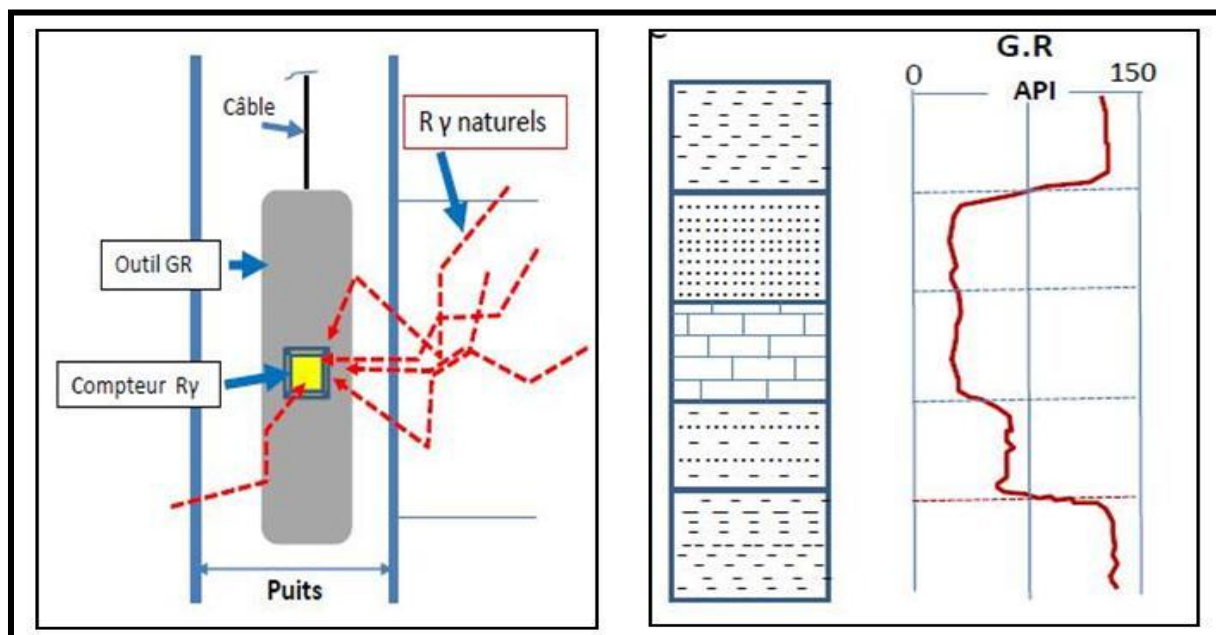 Câble
R γ naturels
Outil GR
Compteur Rγ
Puits
G.R
0
150
API